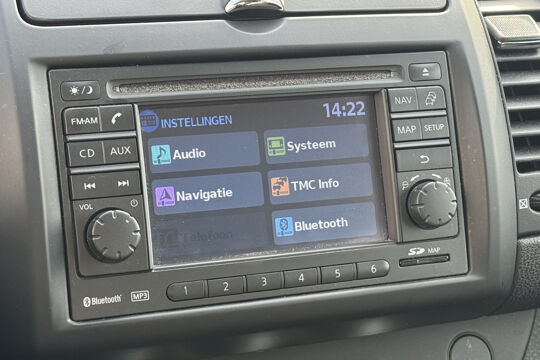 FM·AM
CD AUX
VOL
INSTELLINGEN 14:22
Audio Systeem
Navigatie TMC Info
Telefoon Bluetooth
NAV
MAP SETUP
SD MAP
Bluetooth MP3
1 2 3 4 5 6